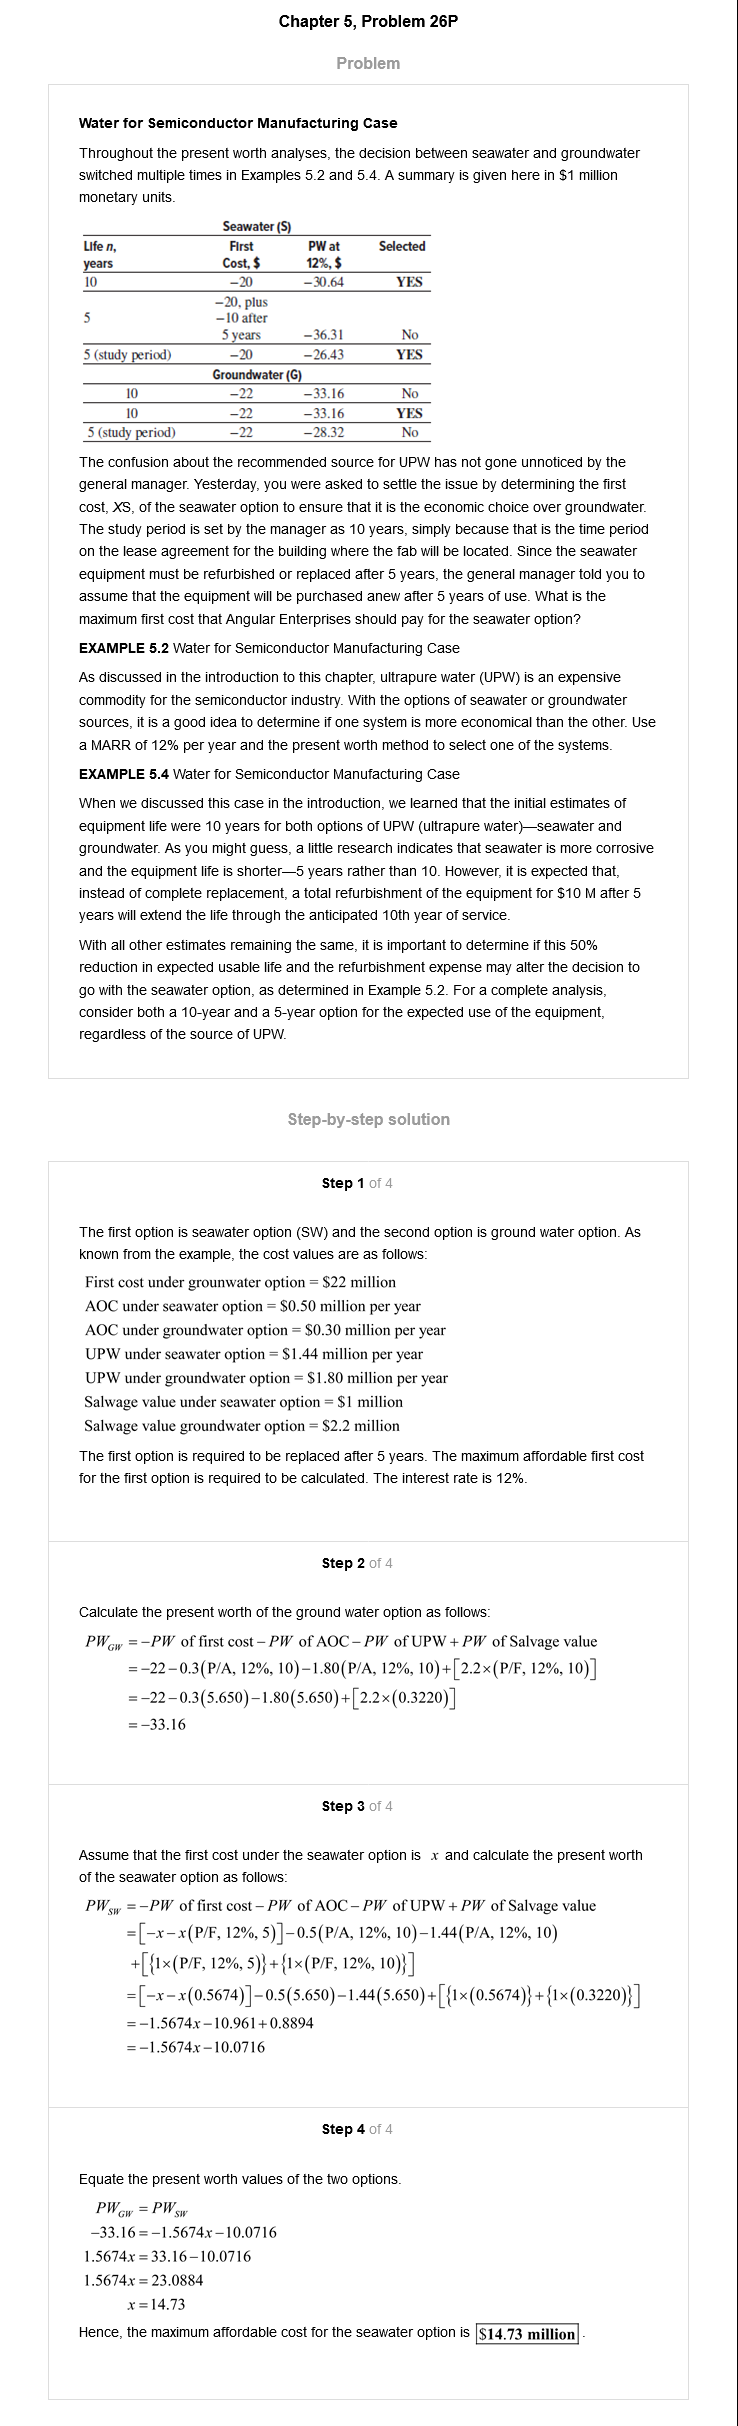 Chapter 5, Problem 26P
Problem
Water for Semiconductor Manufacturing Case
Throughout the present worth analyses, the decision between seawater and groundwater
switched multiple times in Examples 5.2 and 5.4. A summary is given here in $1 million
monetary units.
Seawater (S)
Life n, years First Cost, $ PW at 12%, $ Selected
10 −20 −30.64 YES
5 −20, plus −10 after 5 years −36.31 No
5 (study period) −20 −26.43 YES
Groundwater (G)
10 −22 −33.16 No
10 −22 −33.16 YES
5 (study period) −22 −28.32 No
The confusion about the recommended source for UPW has not gone unnoticed by the
general manager. Yesterday, you were asked to settle the issue by determining the first
cost, XS, of the seawater option to ensure that it is the economic choice over groundwater.
The study period is set by the manager as 10 years, simply because that is the time period
on the lease agreement for the building where the fab will be located. Since the seawater
equipment must be refurbished or replaced after 5 years, the general manager told you to
assume that the equipment will be purchased anew after 5 years of use. What is the
maximum first cost that Angular Enterprises should pay for the seawater option?
EXAMPLE 5.2 Water for Semiconductor Manufacturing Case
As discussed in the introduction to this chapter, ultrapure water (UPW) is an expensive
commodity for the semiconductor industry. With the options of seawater or groundwater
sources, it is a good idea to determine if one system is more economical than the other. Use
a MARR of 12% per year and the present worth method to select one of the systems.
EXAMPLE 5.4 Water for Semiconductor Manufacturing Case
When we discussed this case in the introduction, we learned that the initial estimates of
equipment life were 10 years for both options of UPW (ultrapure water)—seawater and
groundwater. As you might guess, a little research indicates that seawater is more corrosive
and the equipment life is shorter—5 years rather than 10. However, it is expected that,
instead of complete replacement, a total refurbishment of the equipment for $10 M after 5
years will extend the life through the anticipated 10th year of service.
With all other estimates remaining the same, it is important to determine if this 50%
reduction in expected usable life and the refurbishment expense may alter the decision to
go with the seawater option, as determined in Example 5.2. For a complete analysis,
consider both a 10-year and a 5-year option for the expected use of the equipment,
regardless of the source of UPW.
Step-by-step solution
Step 1 of 4
The first option is seawater option (SW) and the second option is ground water option. As
known from the example, the cost values are as follows:
First cost under grounwater option = $22 million
AOC under seawater option = $0.50 million per year
AOC under groundwater option = $0.30 million per year
UPW under seawater option = $1.44 million per year
UPW under groundwater option = $1.80 million per year
Salwage value under seawater option = $1 million
Salwage value groundwater option = $2.2 million
The first option is required to be replaced after 5 years. The maximum affordable first cost
for the first option is required to be calculated. The interest rate is 12%.
Step 2 of 4
Calculate the present worth of the ground water option as follows:
PW_GW = −PW of first cost − PW of AOC − PW of UPW + PW of Salvage value
= −22 − 0.3(P/A, 12%, 10) − 1.80(P/A, 12%, 10) + [2.2×(P/F, 12%, 10)]
= −22 − 0.3(5.650) − 1.80(5.650) + [2.2×(0.3220)]
= −33.16
Step 3 of 4
Assume that the first cost under the seawater option is x and calculate the present worth
of the seawater option as follows:
PW_SW = −PW of first cost − PW of AOC − PW of UPW + PW of Salvage value
= [−x − x(P/F, 12%, 5)] − 0.5(P/A, 12%, 10) − 1.44(P/A, 12%, 10)
+[{1×(P/F, 12%, 5)} + {1×(P/F, 12%, 10)}]
= [−x − x(0.5674)] − 0.5(5.650) − 1.44(5.650) + [{1×(0.5674)} + {1×(0.3220)}]
= −1.5674x − 10.961 + 0.8894
= −1.5674x − 10.0716
Step 4 of 4
Equate the present worth values of the two options.
PW_GW = PW_SW
−33.16 = −1.5674x − 10.0716
1.5674x = 33.16 − 10.0716
1.5674x = 23.0884
x = 14.73
Hence, the maximum affordable cost for the seawater option is $14.73 million .